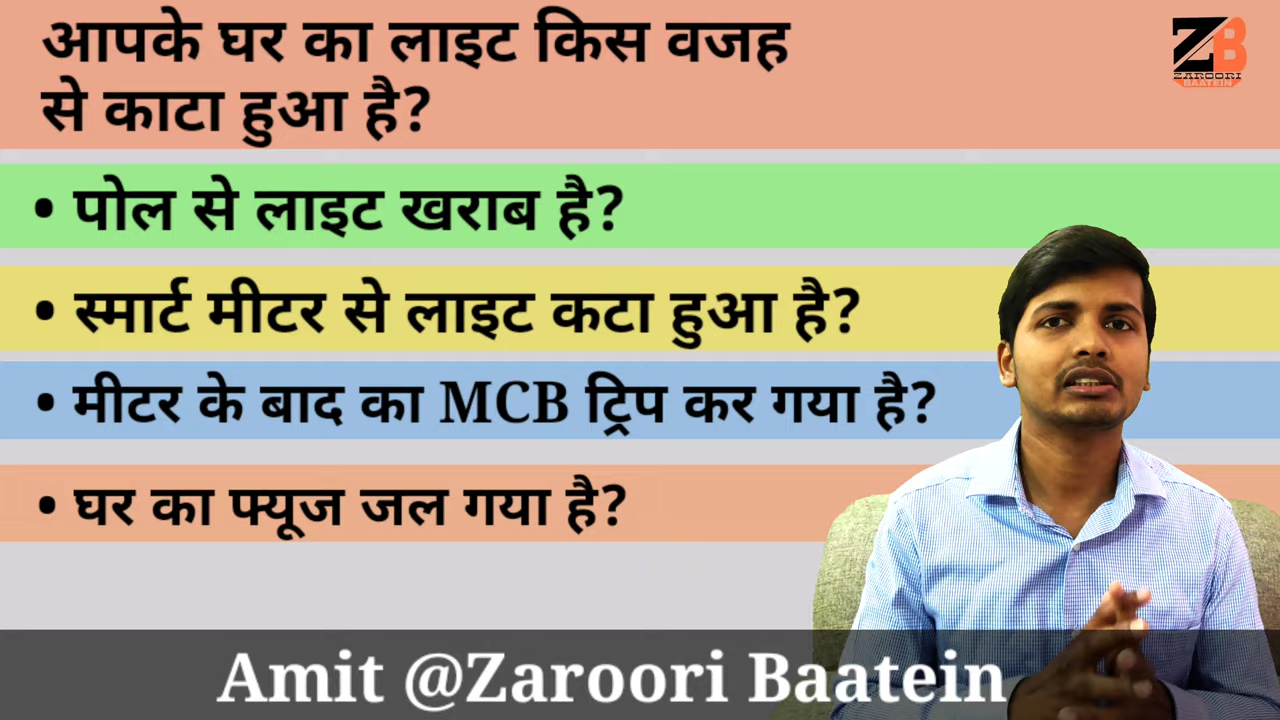 आपके घर का लाइट किस वजह
से काटा हुआ है?
ZB
ZAROORI
BAATEIN
• पोल से लाइट खराब है?
• स्मार्ट मीटर से लाइट कटा हुआ है?
• मीटर के बाद का MCB ट्रिप कर गया है?
• घर का फ्यूज जल गया है?
Amit @Zaroori Baatein